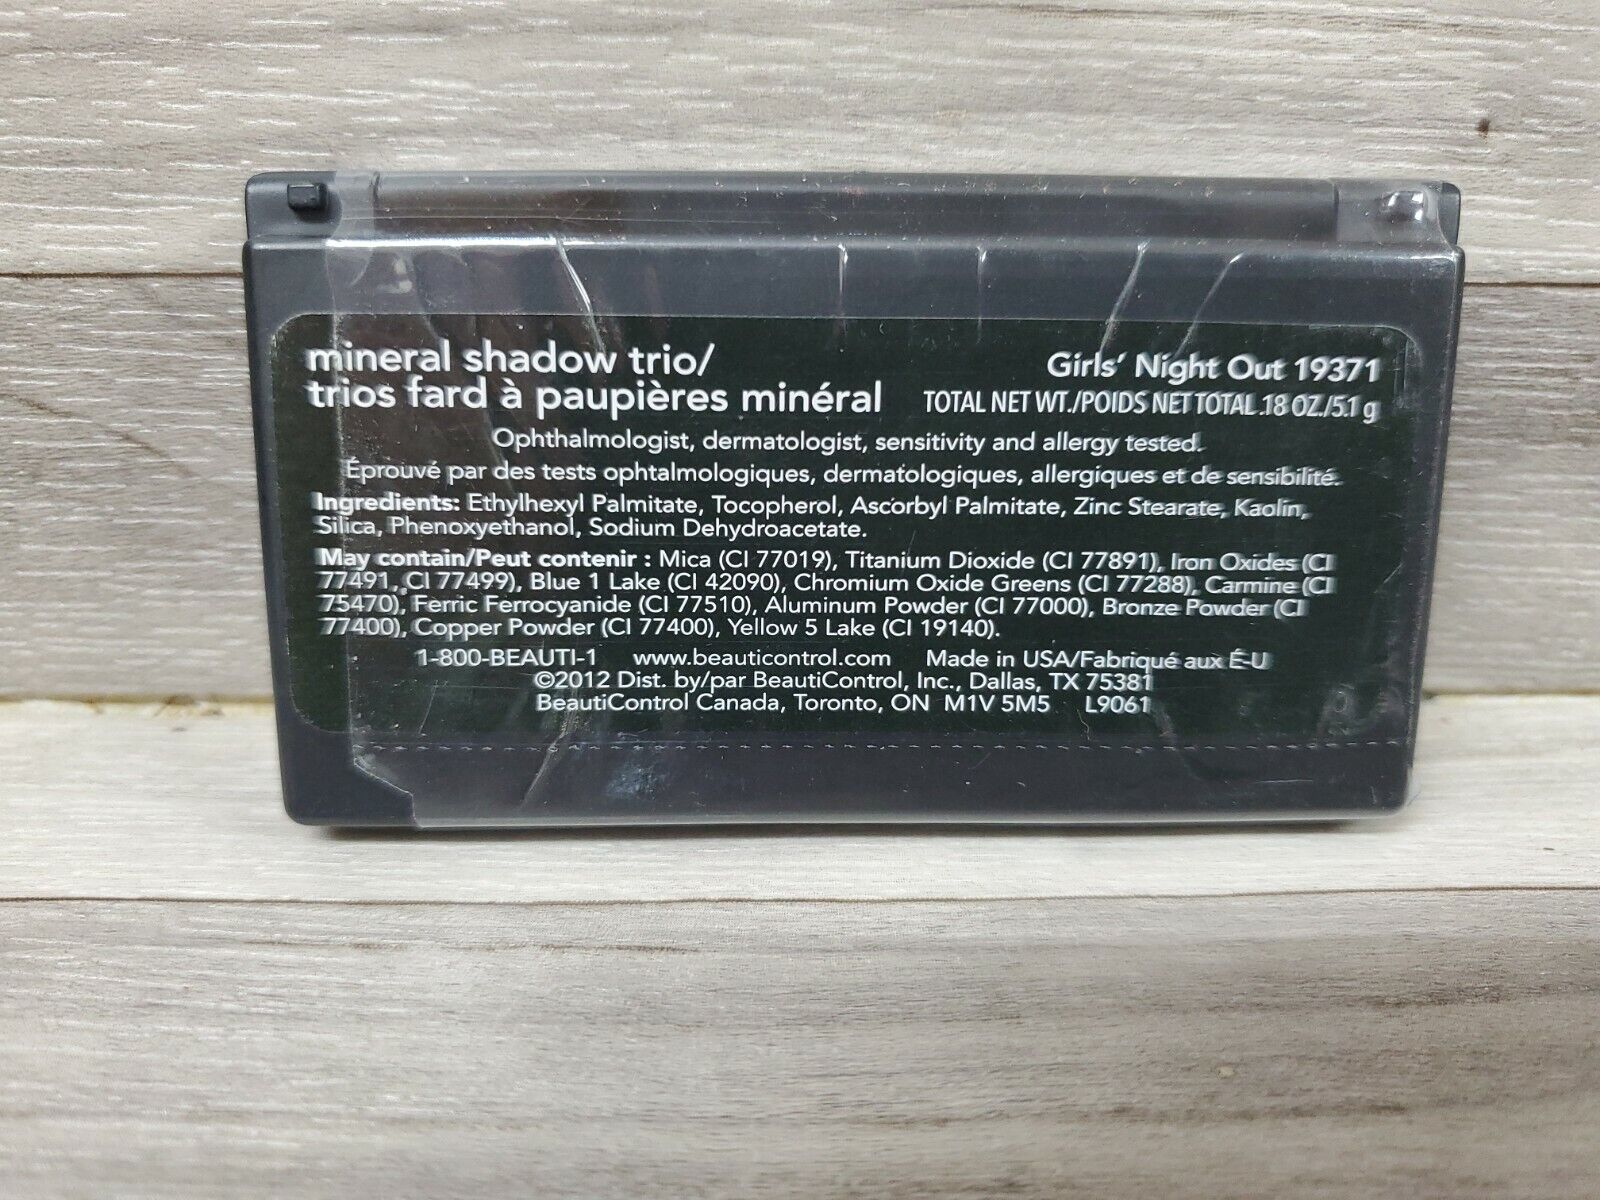 mineral shadow trio/
trios fard à paupières minéral
Girls' Night Out 19371
TOTAL NET WT./POIDS NET TOTAL .18 OZ./5.1 g
Ophthalmologist, dermatologist, sensitivity and allergy tested.
Éprouvé par des tests ophtalmologiques, dermatologiques, allergiques et de sensibilité.
Ingredients: Ethylhexyl Palmitate, Tocopherol, Ascorbyl Palmitate, Zinc Stearate, Kaolin,
Silica, Phenoxyethanol, Sodium Dehydroacetate.
May contain/Peut contenir : Mica (CI 77019), Titanium Dioxide (CI 77891), Iron Oxides (CI
77491, CI 77499), Blue 1 Lake (CI 42090), Chromium Oxide Greens (CI 77288), Carmine (CI
75470), Ferric Ferrocyanide (CI 77510), Aluminum Powder (CI 77000), Bronze Powder (CI
77400), Copper Powder (CI 77400), Yellow 5 Lake (CI 19140).
1-800-BEAUTI-1 www.beauticontrol.com Made in USA/Fabriqué aux É-U
©2012 Dist. by/par BeautiControl, Inc., Dallas, TX 75381
BeautiControl Canada, Toronto, ON M1V 5M5 L9061